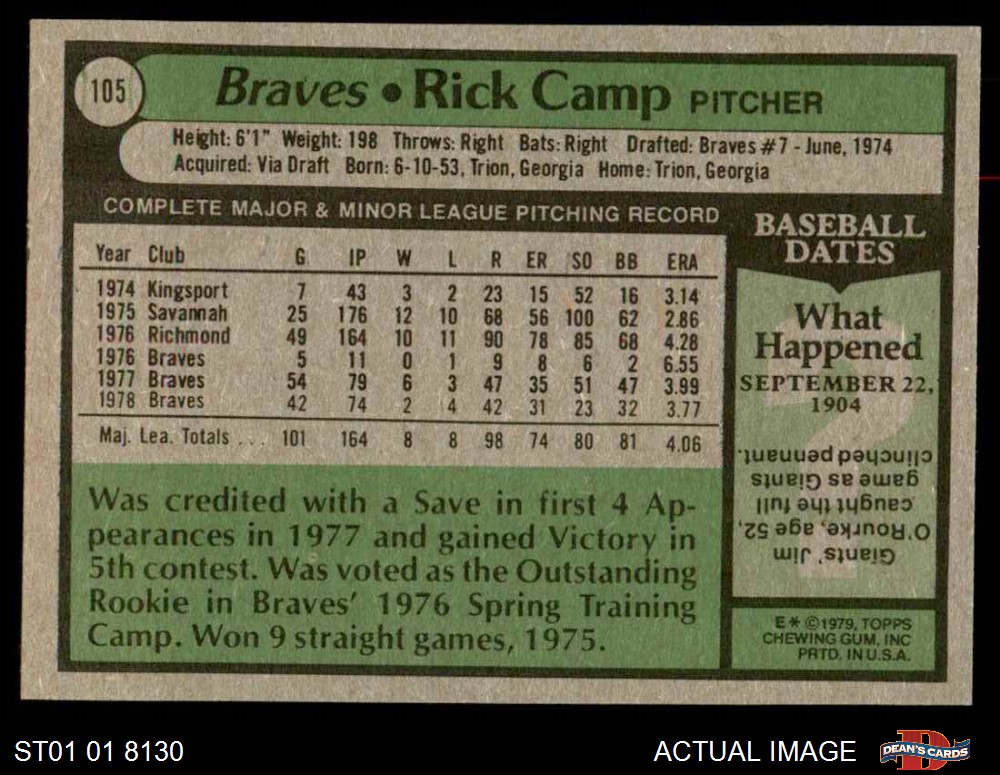 105
Braves • Rick Camp PITCHER
Height: 6'1" Weight: 198 Throws: Right Bats: Right Drafted: Braves #7 - June, 1974
Acquired: Via Draft Born: 6-10-53, Trion, Georgia Home: Trion, Georgia
COMPLETE MAJOR & MINOR LEAGUE PITCHING RECORD
Year Club G IP W L R ER SO BB ERA
1974 Kingsport 7 43 3 2 23 15 52 16 3.14
1975 Savannah 25 176 12 10 68 56 100 62 2.86
1976 Richmond 49 164 10 11 90 78 85 68 4.28
1976 Braves 5 11 0 1 9 8 6 2 6.55
1977 Braves 54 79 6 3 47 35 51 47 3.99
1978 Braves 42 74 2 4 42 31 23 32 3.77
Maj. Lea. Totals ... 101 164 8 8 98 74 80 81 4.06
Was credited with a Save in first 4 Ap-
pearances in 1977 and gained Victory in
5th contest. Was voted as the Outstanding
Rookie in Braves' 1976 Spring Training
Camp. Won 9 straight games, 1975.
BASEBALL
DATES
What
Happened
SEPTEMBER 22,
1904
Giants' Jim
O'Rourke, age 52,
caught the full
game as Giants
clinched pennant.
E * ©1979, TOPPS
CHEWING GUM, INC
PRTD. IN U.S.A.
ST01 01 8130
ACTUAL IMAGE
DEAN'S CARDS